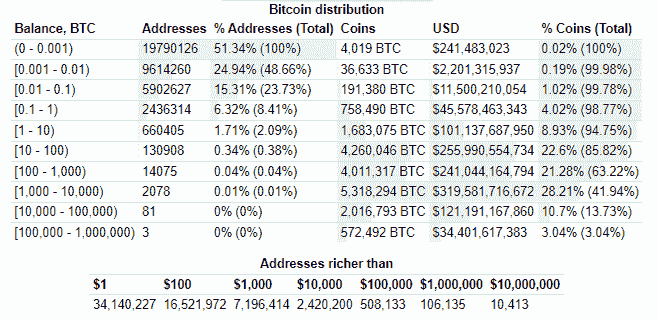 Bitcoin distribution
Balance, BTC Addresses % Addresses (Total) Coins USD % Coins (Total)
(0 - 0.001) 19790126 51.34% (100%) 4,019 BTC $241,483,023 0.02% (100%)
[0.001 - 0.01) 9614260 24.94% (48.66%) 36,633 BTC $2,201,315,937 0.19% (99.98%)
[0.01 - 0.1) 5902627 15.31% (23.73%) 191,380 BTC $11,500,210,054 1.02% (99.78%)
[0.1 - 1) 2436314 6.32% (8.41%) 758,490 BTC $45,578,463,343 4.02% (98.77%)
[1 - 10) 660405 1.71% (2.09%) 1,683,075 BTC $101,137,687,950 8.93% (94.75%)
[10 - 100) 130908 0.34% (0.38%) 4,260,046 BTC $255,990,554,734 22.6% (85.82%)
[100 - 1,000) 14075 0.04% (0.04%) 4,011,317 BTC $241,044,164,794 21.28% (63.22%)
[1,000 - 10,000) 2078 0.01% (0.01%) 5,318,294 BTC $319,581,716,672 28.21% (41.94%)
[10,000 - 100,000) 81 0% (0%) 2,016,793 BTC $121,191,167,860 10.7% (13.73%)
[100,000 - 1,000,000) 3 0% (0%) 572,492 BTC $34,401,617,383 3.04% (3.04%)
Addresses richer than
$1 $100 $1,000 $10,000 $100,000 $1,000,000 $10,000,000
34,140,227 16,521,972 7,196,414 2,420,200 508,133 106,135 10,413